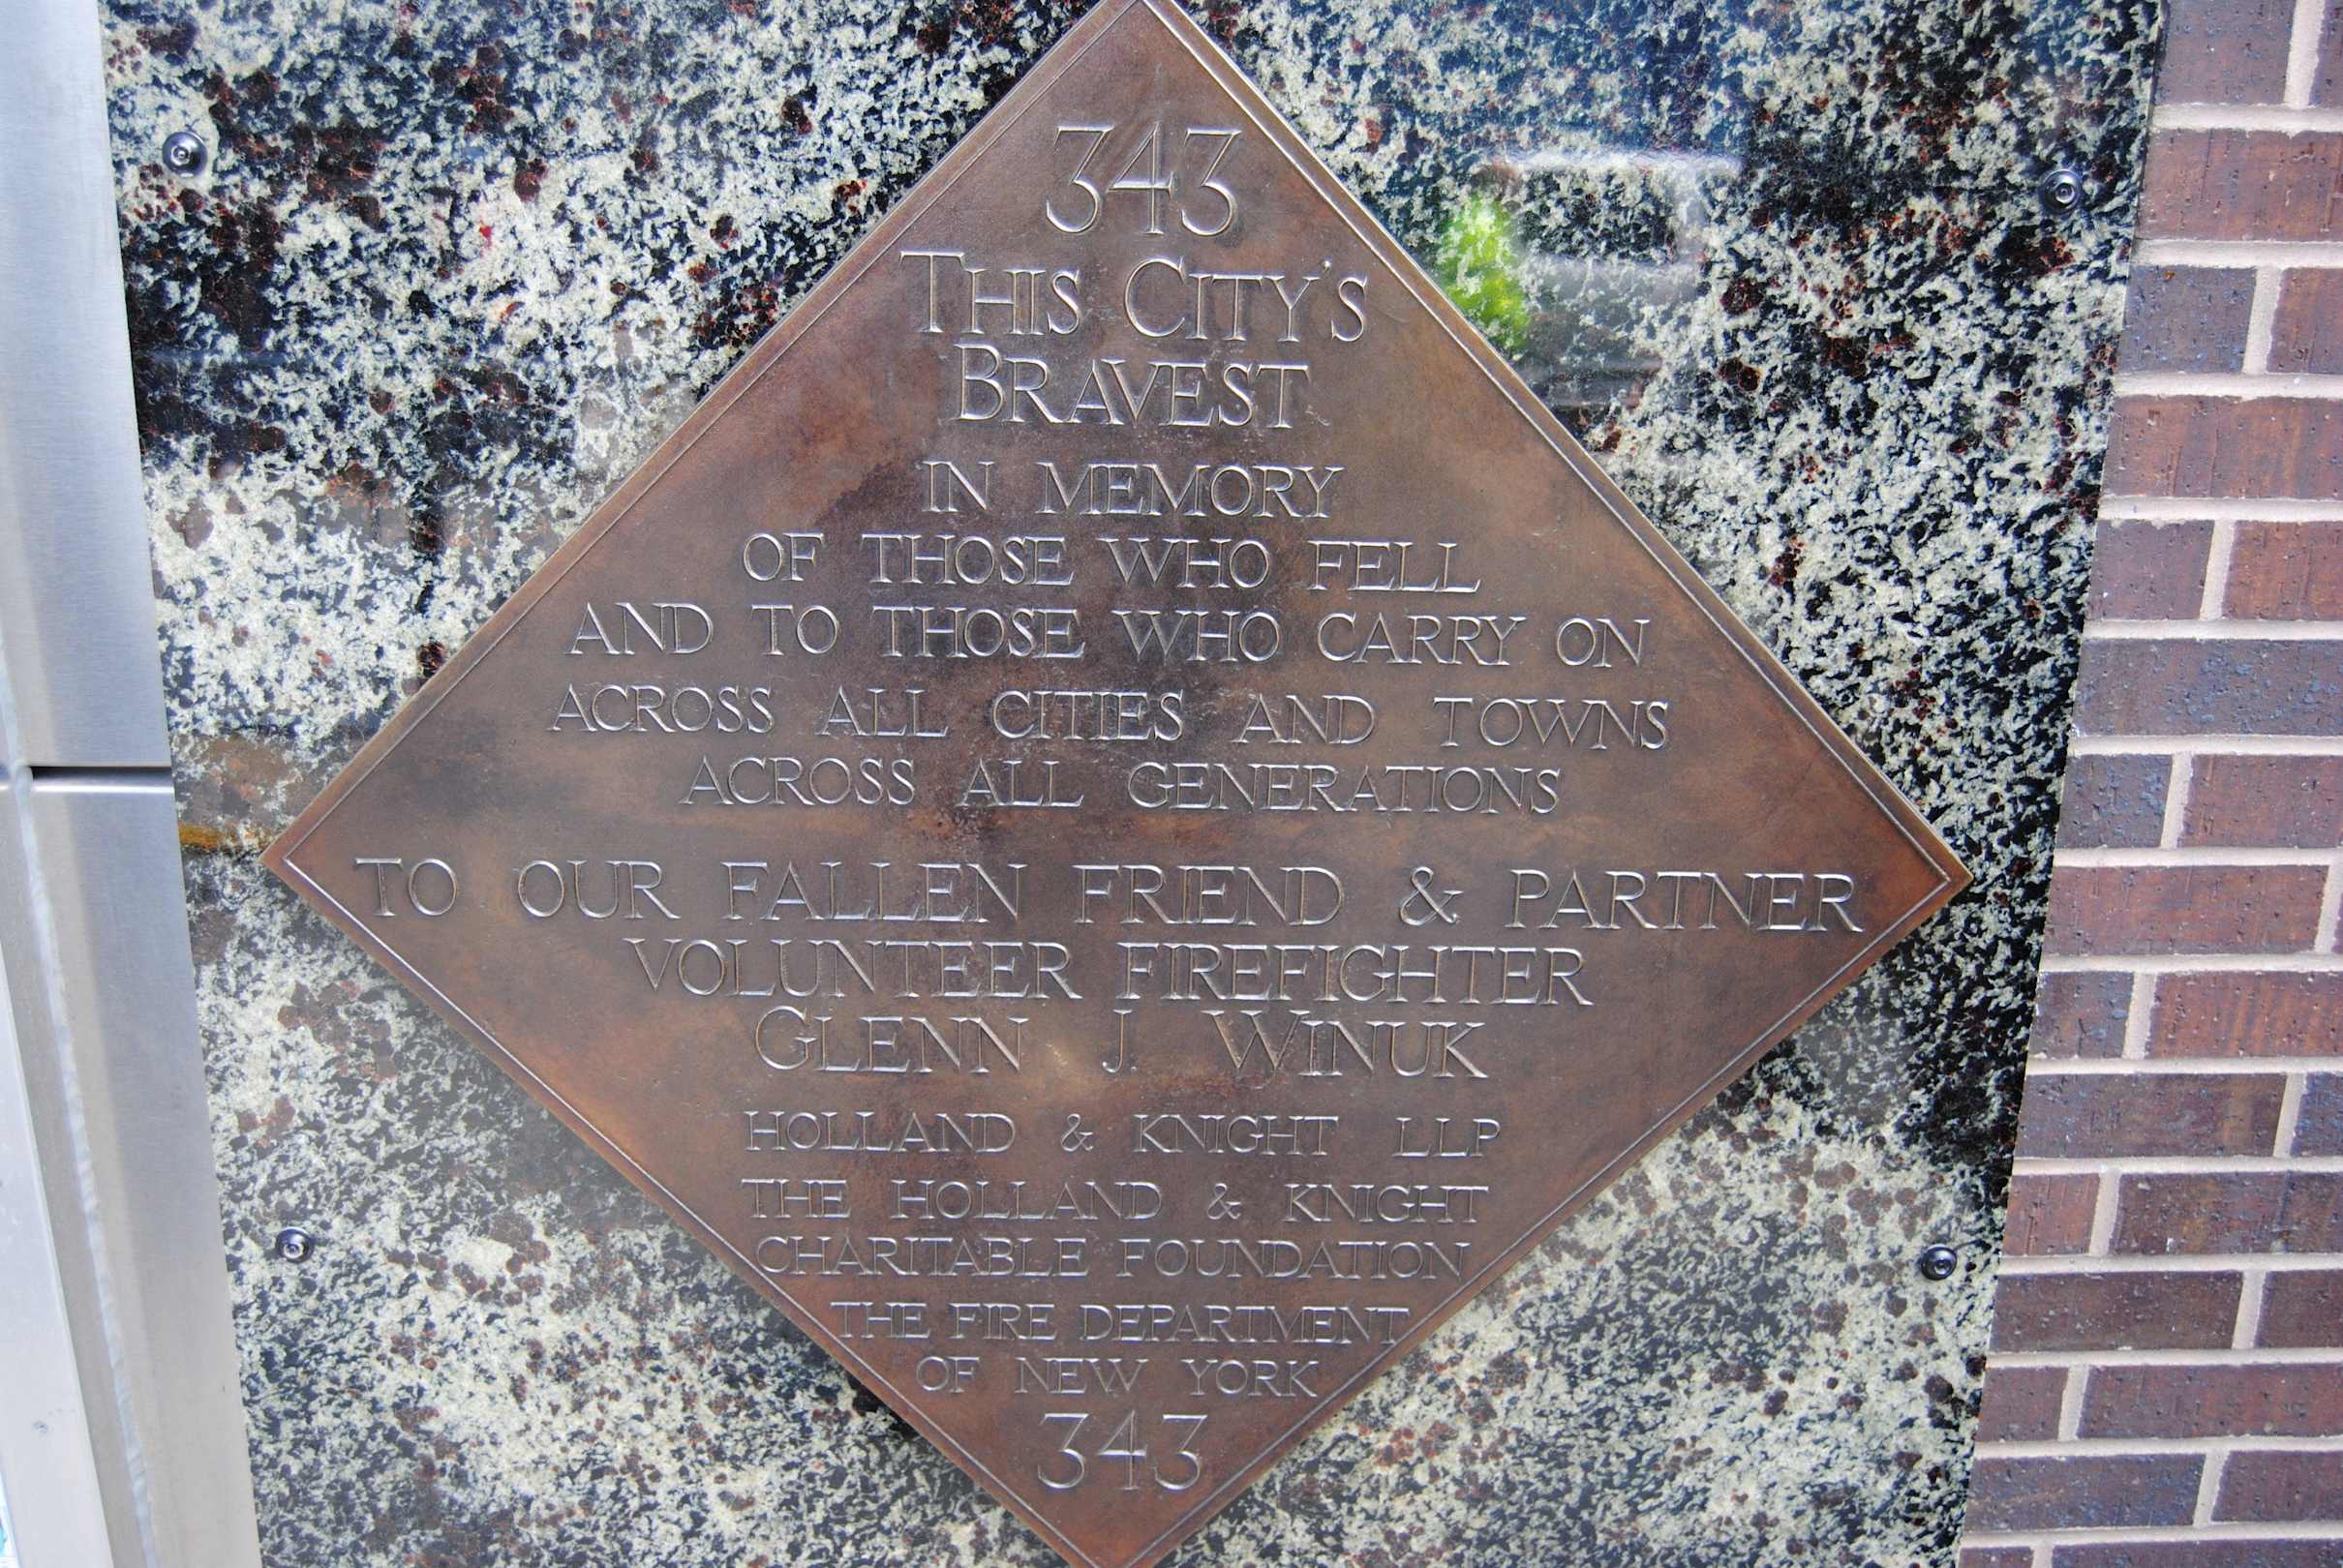 343
THIS CITY'S
BRAVEST
IN MEMORY
OF THOSE WHO FELL
AND TO THOSE WHO CARRY ON
ACROSS ALL CITIES AND TOWNS
ACROSS ALL GENERATIONS
TO OUR FALLEN FRIEND & PARTNER
VOLUNTEER FIREFIGHTER
GLENN J. WINUK
HOLLAND & KNIGHT LLP
THE HOLLAND & KNIGHT
CHARITABLE FOUNDATION
THE FIRE DEPARTMENT
OF NEW YORK
343